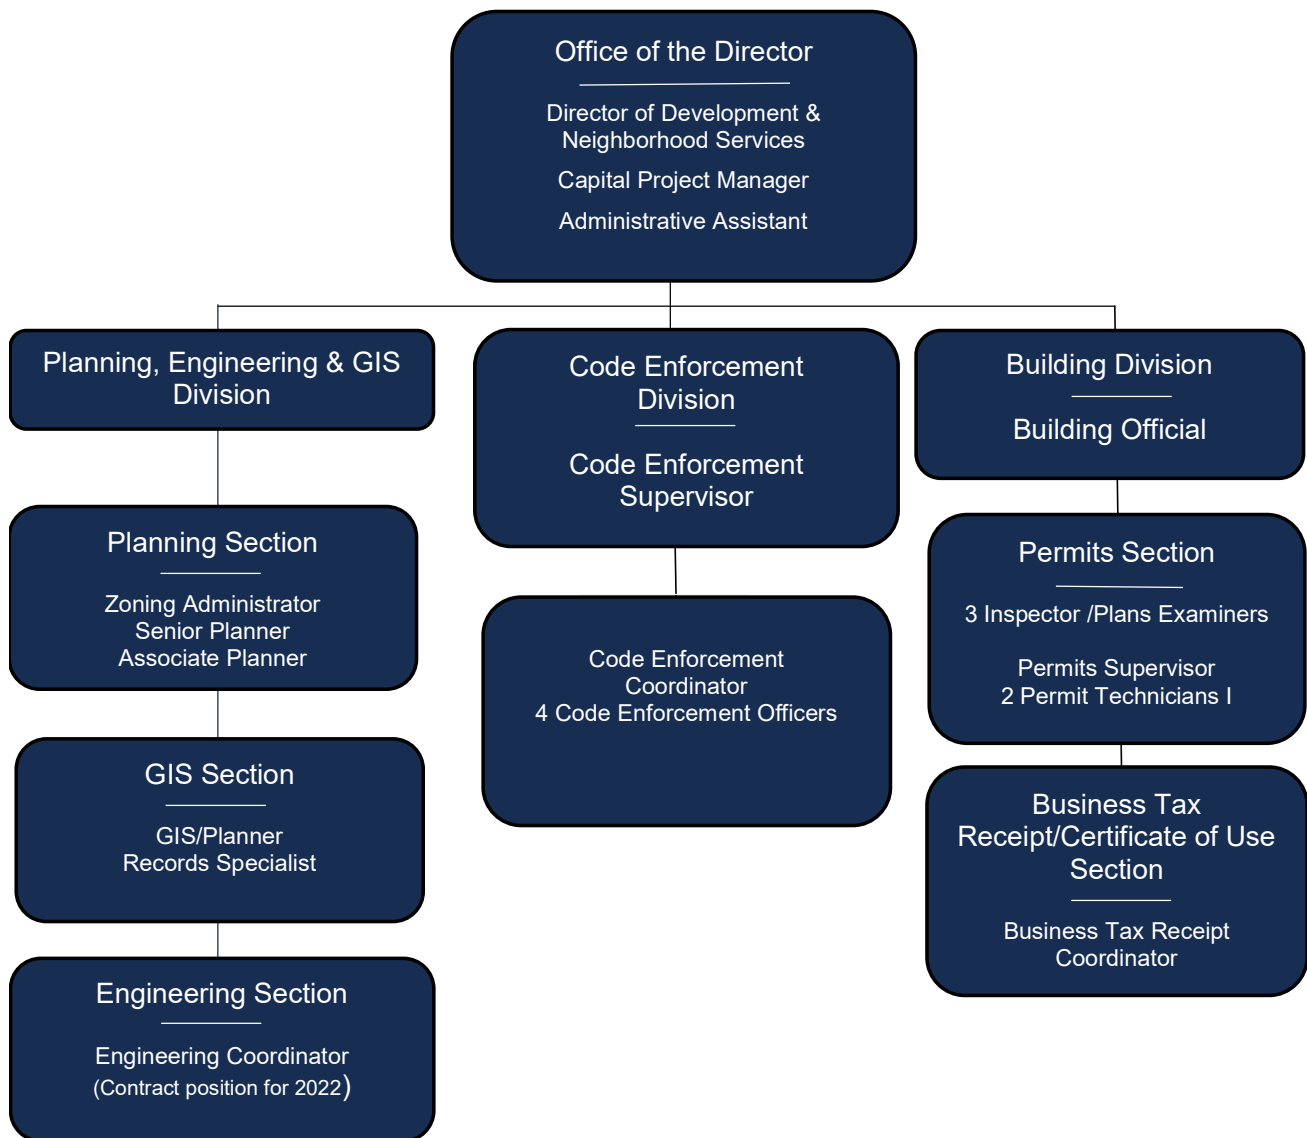 Office of the Director
Director of Development &
Neighborhood Services
Capital Project Manager
Administrative Assistant
Planning, Engineering & GIS
Division
Planning Section
Zoning Administrator
Senior Planner
Associate Planner
GIS Section
GIS/Planner
Records Specialist
Engineering Section
Engineering Coordinator
(Contract position for 2022)
Code Enforcement
Division
Code Enforcement
Supervisor
Code Enforcement
Coordinator
4 Code Enforcement Officers
Building Division
Building Official
Permits Section
3 Inspector /Plans Examiners
Permits Supervisor
2 Permit Technicians I
Business Tax
Receipt/Certificate of Use
Section
Business Tax Receipt
Coordinator